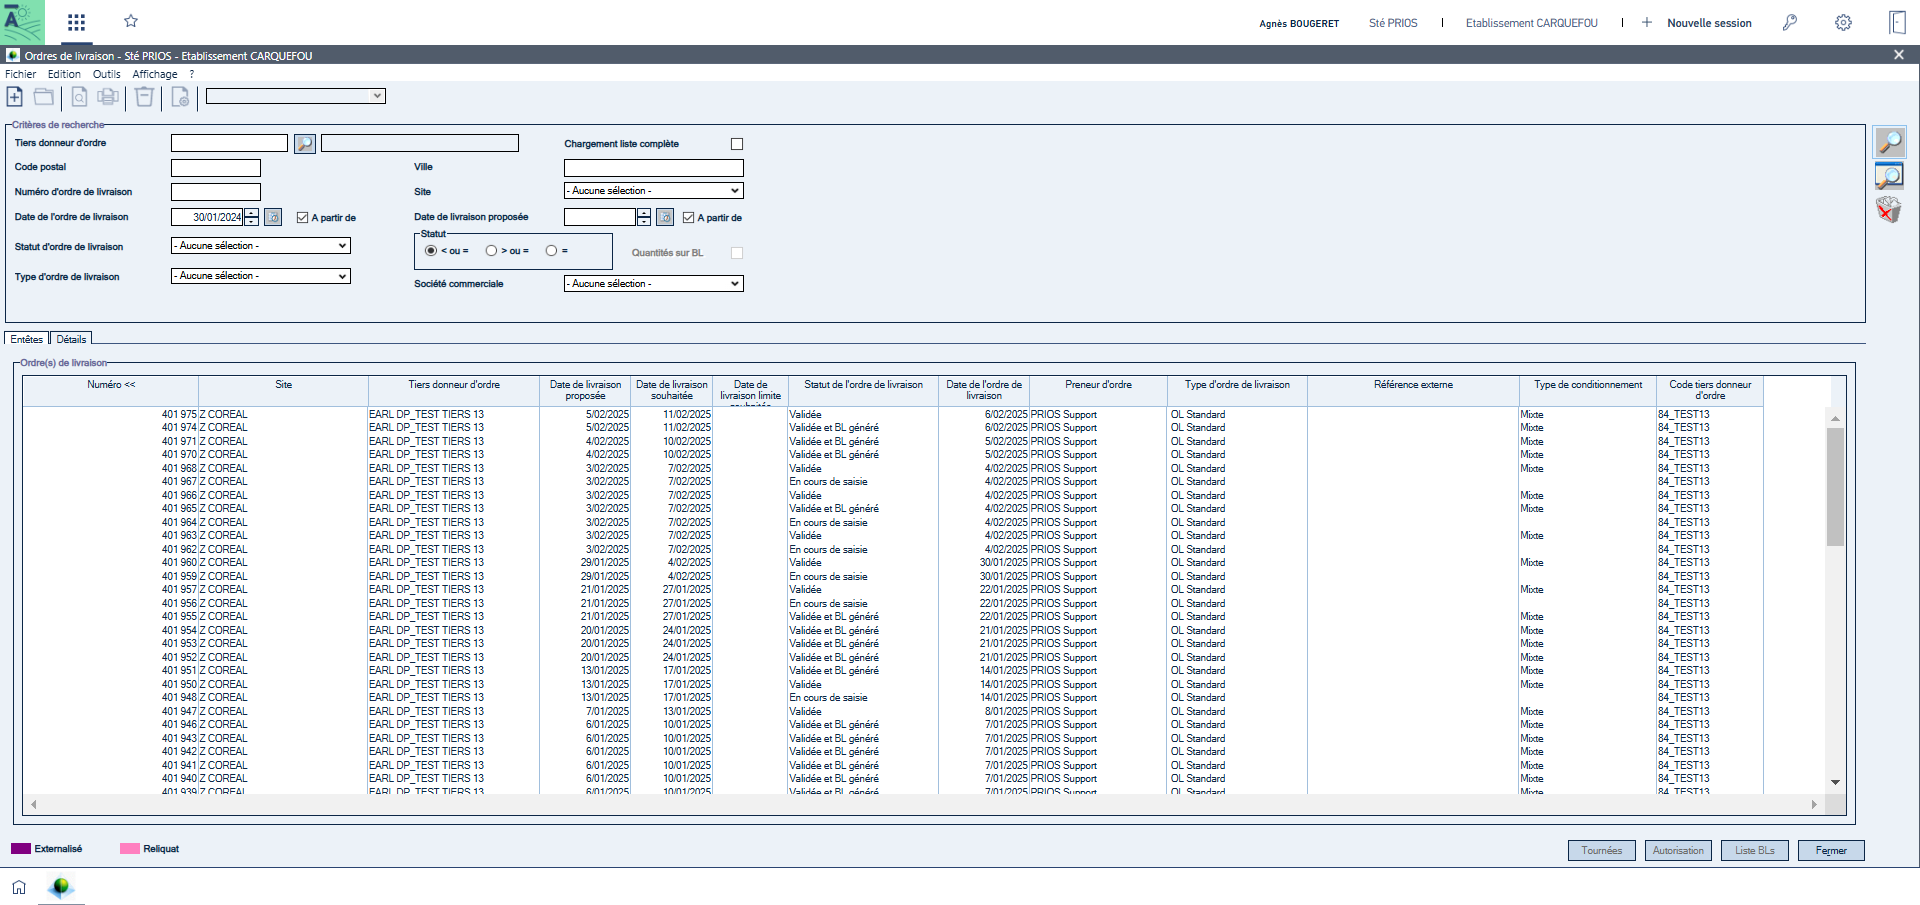 Agnès BOUGERET Sté PRIOS | Etablissement CARQUEFOU | + Nouvelle session
Ordres de livraison - Sté PRIOS - Etablissement CARQUEFOU
Fichier Edition Outils Affichage ?
Critères de recherche
Tiers donneur d'ordre Chargement liste complète
Code postal Ville
Numéro d'ordre de livraison Site - Aucune sélection -
Date de l'ordre de livraison 30/01/2024 A partir de Date de livraison proposée A partir de
Statut
Statut d'ordre de livraison - Aucune sélection - < ou = > ou = = Quantités sur BL
Type d'ordre de livraison - Aucune sélection - Société commerciale - Aucune sélection -
Entêtes Détails
Ordre(s) de livraison
Numéro << Site Tiers donneur d'ordre Date de livraison proposée Date de livraison souhaitée Date de livraison limite souhaitée Statut de l'ordre de livraison Date de l'ordre de livraison Preneur d'ordre Type d'ordre de livraison Référence externe Type de conditionnement Code tiers donneur d'ordre
401 975 Z COREAL EARL DP_TEST TIERS 13 5/02/2025 11/02/2025 Validée 6/02/2025 PRIOS Support OL Standard Mixte 84_TEST13
401 974 Z COREAL EARL DP_TEST TIERS 13 5/02/2025 11/02/2025 Validée et BL généré 6/02/2025 PRIOS Support OL Standard Mixte 84_TEST13
401 971 Z COREAL EARL DP_TEST TIERS 13 4/02/2025 10/02/2025 Validée 5/02/2025 PRIOS Support OL Standard Mixte 84_TEST13
401 970 Z COREAL EARL DP_TEST TIERS 13 4/02/2025 10/02/2025 Validée et BL généré 5/02/2025 PRIOS Support OL Standard Mixte 84_TEST13
401 968 Z COREAL EARL DP_TEST TIERS 13 3/02/2025 7/02/2025 Validée 4/02/2025 PRIOS Support OL Standard Mixte 84_TEST13
401 967 Z COREAL EARL DP_TEST TIERS 13 3/02/2025 7/02/2025 En cours de saisie 4/02/2025 PRIOS Support OL Standard 84_TEST13
401 966 Z COREAL EARL DP_TEST TIERS 13 3/02/2025 7/02/2025 Validée 4/02/2025 PRIOS Support OL Standard Mixte 84_TEST13
401 965 Z COREAL EARL DP_TEST TIERS 13 3/02/2025 7/02/2025 Validée et BL généré 4/02/2025 PRIOS Support OL Standard Mixte 84_TEST13
401 964 Z COREAL EARL DP_TEST TIERS 13 3/02/2025 7/02/2025 En cours de saisie 4/02/2025 PRIOS Support OL Standard 84_TEST13
401 963 Z COREAL EARL DP_TEST TIERS 13 3/02/2025 7/02/2025 Validée 4/02/2025 PRIOS Support OL Standard Mixte 84_TEST13
401 962 Z COREAL EARL DP_TEST TIERS 13 3/02/2025 7/02/2025 En cours de saisie 4/02/2025 PRIOS Support OL Standard 84_TEST13
401 960 Z COREAL EARL DP_TEST TIERS 13 29/01/2025 4/02/2025 Validée 30/01/2025 PRIOS Support OL Standard Mixte 84_TEST13
401 959 Z COREAL EARL DP_TEST TIERS 13 29/01/2025 4/02/2025 En cours de saisie 30/01/2025 PRIOS Support OL Standard 84_TEST13
401 957 Z COREAL EARL DP_TEST TIERS 13 21/01/2025 27/01/2025 Validée 22/01/2025 PRIOS Support OL Standard Mixte 84_TEST13
401 956 Z COREAL EARL DP_TEST TIERS 13 21/01/2025 27/01/2025 En cours de saisie 22/01/2025 PRIOS Support OL Standard 84_TEST13
401 955 Z COREAL EARL DP_TEST TIERS 13 21/01/2025 27/01/2025 Validée et BL généré 22/01/2025 PRIOS Support OL Standard Mixte 84_TEST13
401 954 Z COREAL EARL DP_TEST TIERS 13 20/01/2025 24/01/2025 Validée et BL généré 21/01/2025 PRIOS Support OL Standard Mixte 84_TEST13
401 953 Z COREAL EARL DP_TEST TIERS 13 20/01/2025 24/01/2025 Validée et BL généré 21/01/2025 PRIOS Support OL Standard Mixte 84_TEST13
401 952 Z COREAL EARL DP_TEST TIERS 13 20/01/2025 24/01/2025 Validée et BL généré 21/01/2025 PRIOS Support OL Standard Mixte 84_TEST13
401 951 Z COREAL EARL DP_TEST TIERS 13 13/01/2025 17/01/2025 Validée et BL généré 14/01/2025 PRIOS Support OL Standard Mixte 84_TEST13
401 950 Z COREAL EARL DP_TEST TIERS 13 13/01/2025 17/01/2025 Validée 14/01/2025 PRIOS Support OL Standard Mixte 84_TEST13
401 948 Z COREAL EARL DP_TEST TIERS 13 13/01/2025 17/01/2025 En cours de saisie 14/01/2025 PRIOS Support OL Standard 84_TEST13
401 947 Z COREAL EARL DP_TEST TIERS 13 7/01/2025 13/01/2025 Validée 8/01/2025 PRIOS Support OL Standard Mixte 84_TEST13
401 946 Z COREAL EARL DP_TEST TIERS 13 6/01/2025 10/01/2025 Validée et BL généré 7/01/2025 PRIOS Support OL Standard Mixte 84_TEST13
401 943 Z COREAL EARL DP_TEST TIERS 13 6/01/2025 10/01/2025 Validée et BL généré 7/01/2025 PRIOS Support OL Standard Mixte 84_TEST13
401 942 Z COREAL EARL DP_TEST TIERS 13 6/01/2025 10/01/2025 Validée et BL généré 7/01/2025 PRIOS Support OL Standard Mixte 84_TEST13
401 941 Z COREAL EARL DP_TEST TIERS 13 6/01/2025 10/01/2025 Validée et BL généré 7/01/2025 PRIOS Support OL Standard Mixte 84_TEST13
401 940 Z COREAL EARL DP_TEST TIERS 13 6/01/2025 10/01/2025 Validée et BL généré 7/01/2025 PRIOS Support OL Standard Mixte 84_TEST13
401 939 Z COREAL EARL DP_TEST TIERS 13 6/01/2025 10/01/2025 Validée et BL généré 7/01/2025 PRIOS Support OL Standard Mixte 84_TEST13
Externalisé Reliquat Tournées Autorisation Liste BLs Fermer